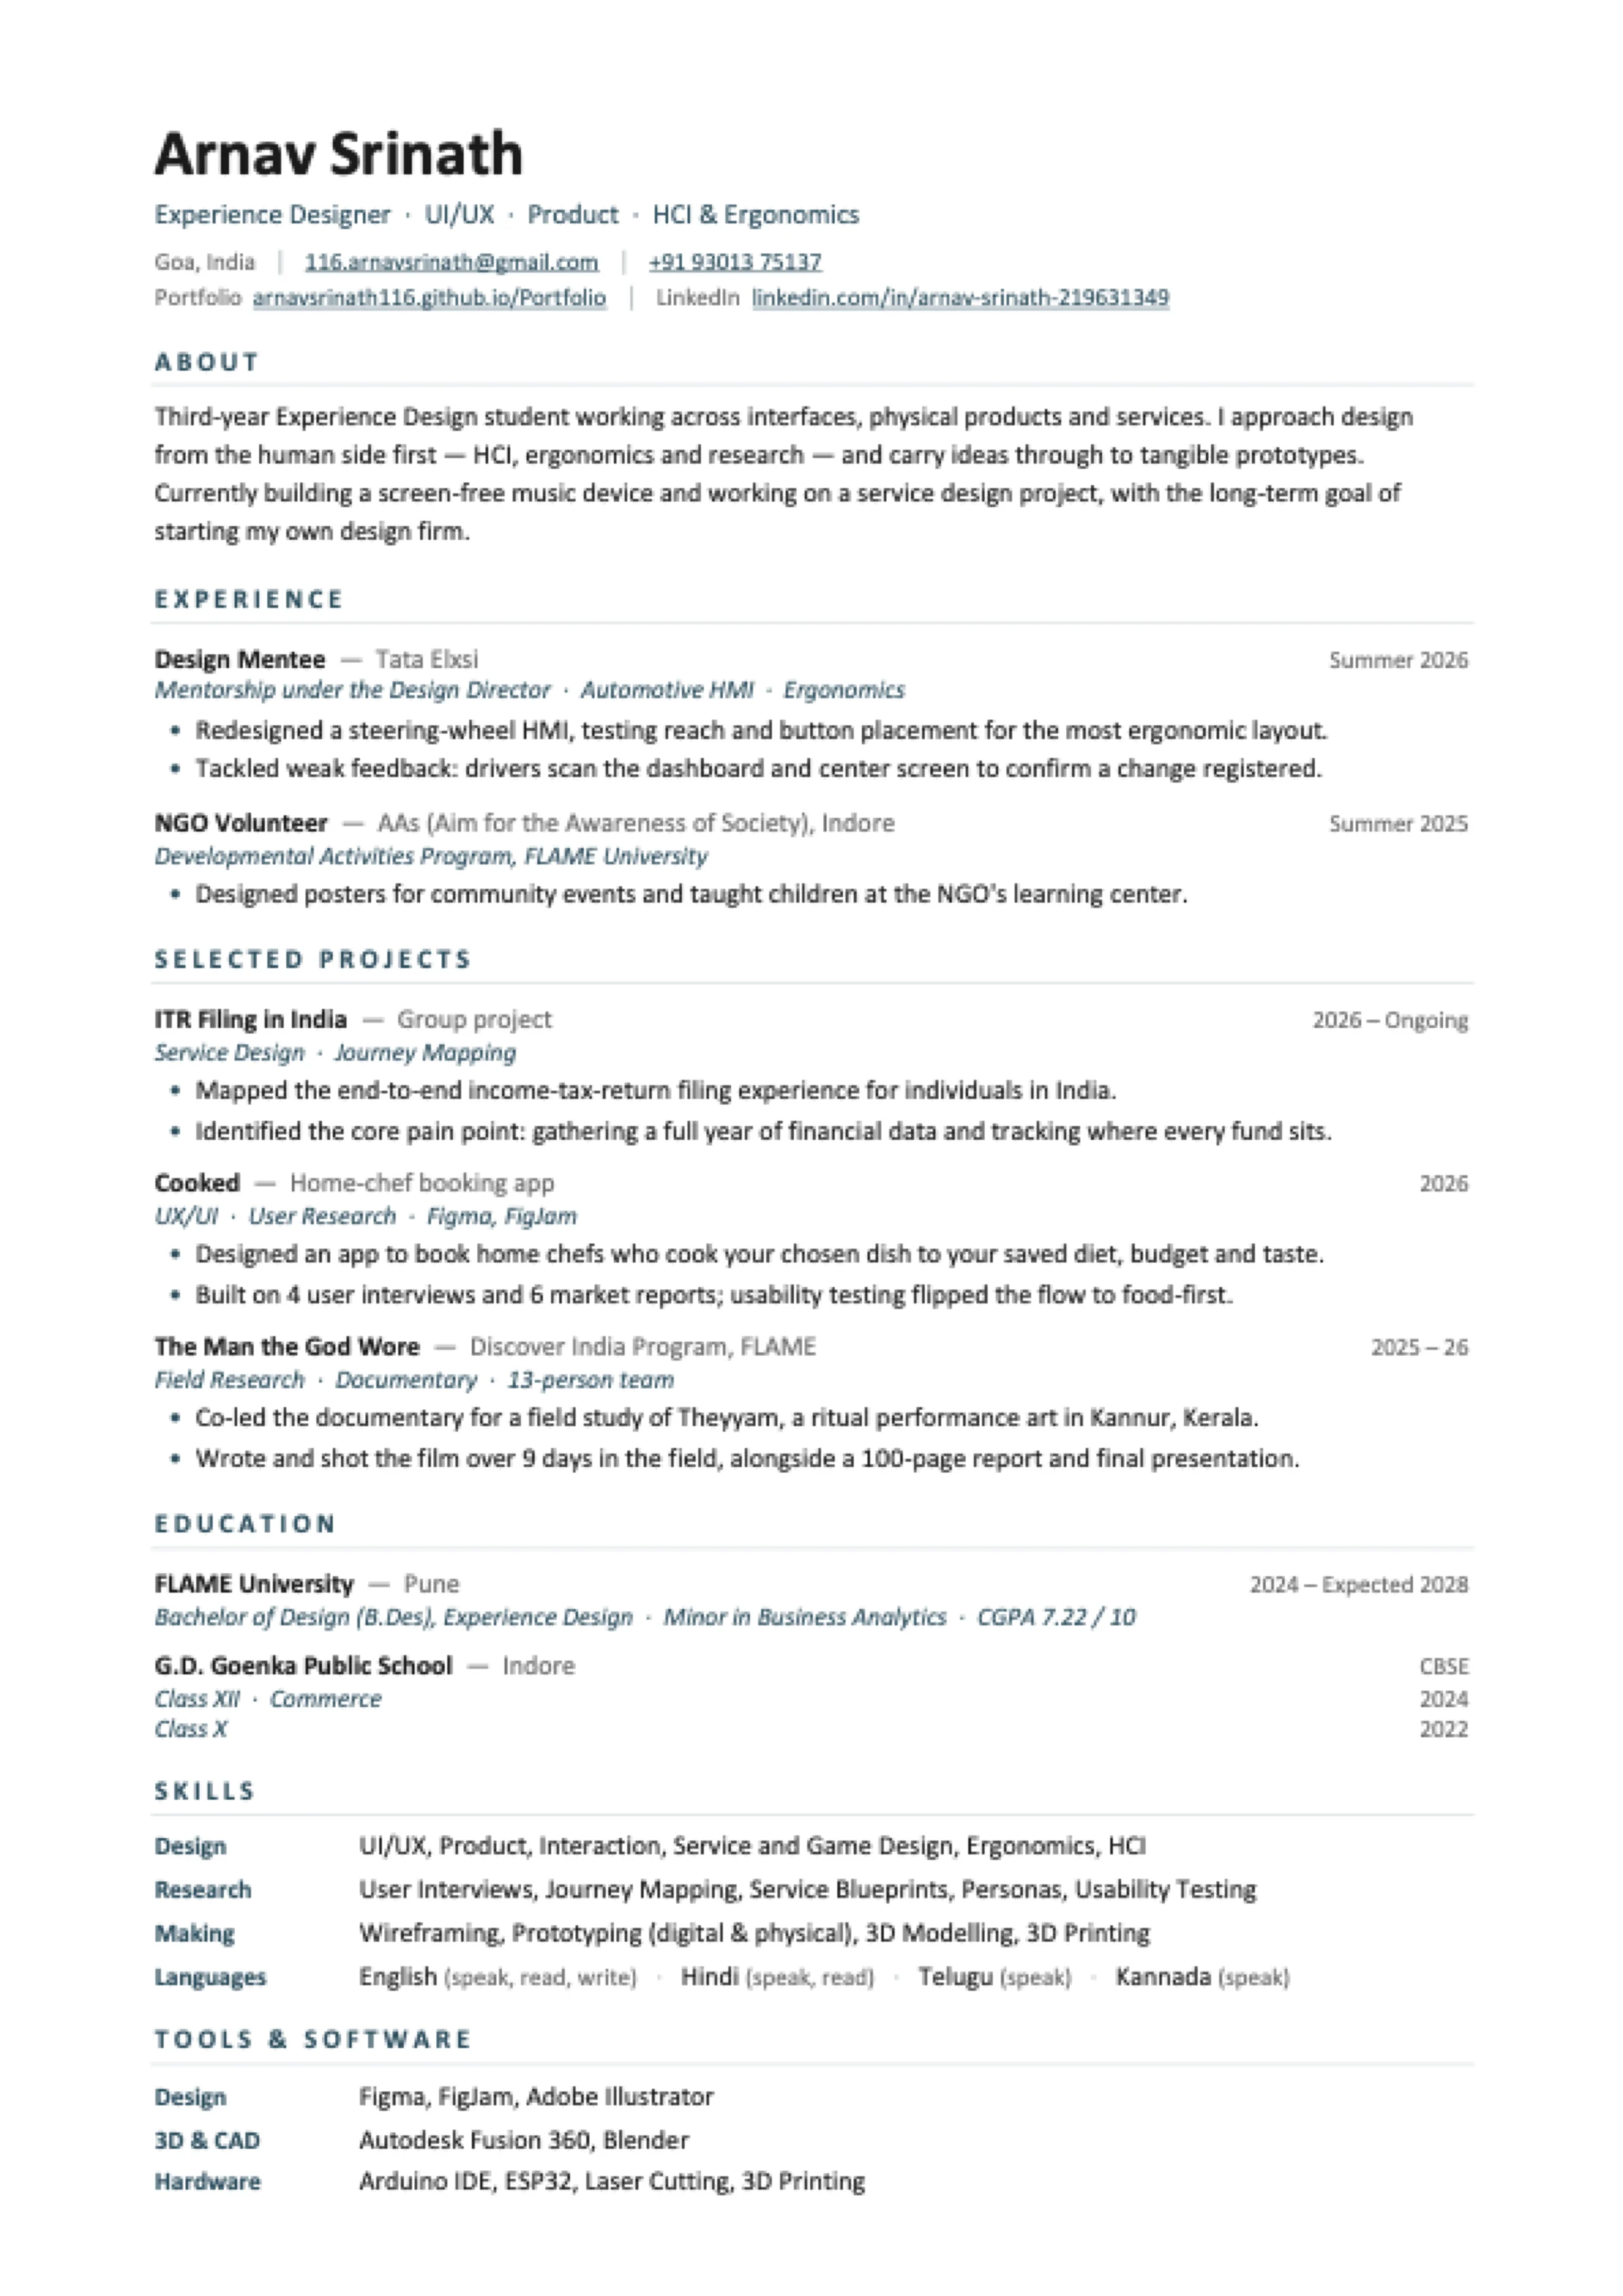 Arnav Srinath
Experience Designer · UI/UX · Product · HCI & Ergonomics
Goa, India | 116.arnavsrinath@gmail.com | +91 93013 75137
Portfolio arnavsrinath116.github.io/Portfolio | LinkedIn linkedin.com/in/arnav-srinath-219631349
ABOUT
Third-year Experience Design student working across interfaces, physical products and services. I approach design
from the human side first — HCI, ergonomics and research — and carry ideas through to tangible prototypes.
Currently building a screen-free music device and working on a service design project, with the long-term goal of
starting my own design firm.
EXPERIENCE
Design Mentee — Tata Elxsi Summer 2026
Mentorship under the Design Director · Automotive HMI · Ergonomics
• Redesigned a steering-wheel HMI, testing reach and button placement for the most ergonomic layout.
• Tackled weak feedback: drivers scan the dashboard and center screen to confirm a change registered.
NGO Volunteer — AAs (Aim for the Awareness of Society), Indore Summer 2025
Developmental Activities Program, FLAME University
• Designed posters for community events and taught children at the NGO's learning center.
SELECTED PROJECTS
ITR Filing in India — Group project 2026 – Ongoing
Service Design · Journey Mapping
• Mapped the end-to-end income-tax-return filing experience for individuals in India.
• Identified the core pain point: gathering a full year of financial data and tracking where every fund sits.
Cooked — Home-chef booking app 2026
UX/UI · User Research · Figma, FigJam
• Designed an app to book home chefs who cook your chosen dish to your saved diet, budget and taste.
• Built on 4 user interviews and 6 market reports; usability testing flipped the flow to food-first.
The Man the God Wore — Discover India Program, FLAME 2025 – 26
Field Research · Documentary · 13-person team
• Co-led the documentary for a field study of Theyyam, a ritual performance art in Kannur, Kerala.
• Wrote and shot the film over 9 days in the field, alongside a 100-page report and final presentation.
EDUCATION
FLAME University — Pune 2024 – Expected 2028
Bachelor of Design (B.Des), Experience Design · Minor in Business Analytics · CGPA 7.22 / 10
G.D. Goenka Public School — Indore CBSE
Class XII · Commerce 2024
Class X 2022
SKILLS
Design UI/UX, Product, Interaction, Service and Game Design, Ergonomics, HCI
Research User Interviews, Journey Mapping, Service Blueprints, Personas, Usability Testing
Making Wireframing, Prototyping (digital & physical), 3D Modelling, 3D Printing
Languages English (speak, read, write) · Hindi (speak, read) · Telugu (speak) · Kannada (speak)
TOOLS & SOFTWARE
Design Figma, FigJam, Adobe Illustrator
3D & CAD Autodesk Fusion 360, Blender
Hardware Arduino IDE, ESP32, Laser Cutting, 3D Printing